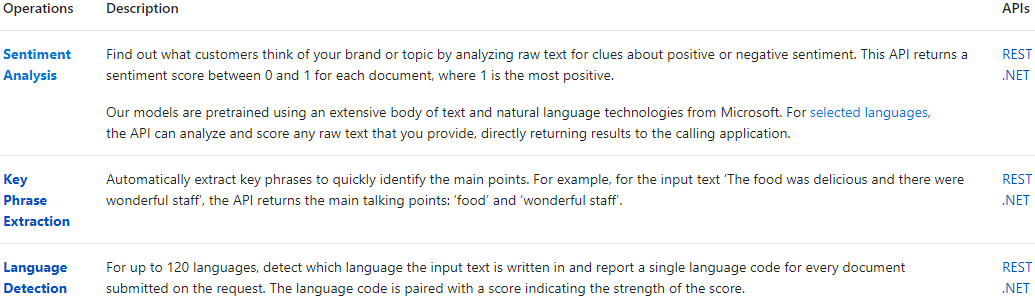 Operations Description APIs
Sentiment Find out what customers think of your brand or topic by analyzing raw text for clues about positive or negative sentiment. This API returns a REST
Analysis sentiment score between 0 and 1 for each document, where 1 is the most positive. .NET
Our models are pretrained using an extensive body of text and natural language technologies from Microsoft. For selected languages,
the API can analyze and score any raw text that you provide, directly returning results to the calling application.
Key Automatically extract key phrases to quickly identify the main points. For example, for the input text ‘The food was delicious and there were REST
Phrase wonderful staff’, the API returns the main talking points: ‘food’ and ‘wonderful staff’. .NET
Extraction
Language For up to 120 languages, detect which language the input text is written in and report a single language code for every document REST
Detection submitted on the request. The language code is paired with a score indicating the strength of the score. .NET